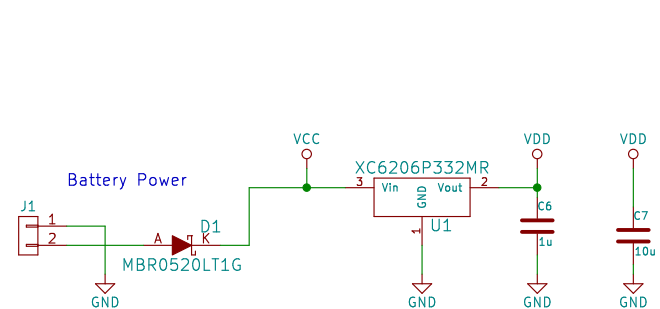 VCC
VDD
VDD
Battery Power
XC6206P332MR
3
Vin
GND
Vout
2
1
U1
J1
1
2
D1
A
K
MBR0520LT1G
C6
1u
C7
10u
GND
GND
GND
GND